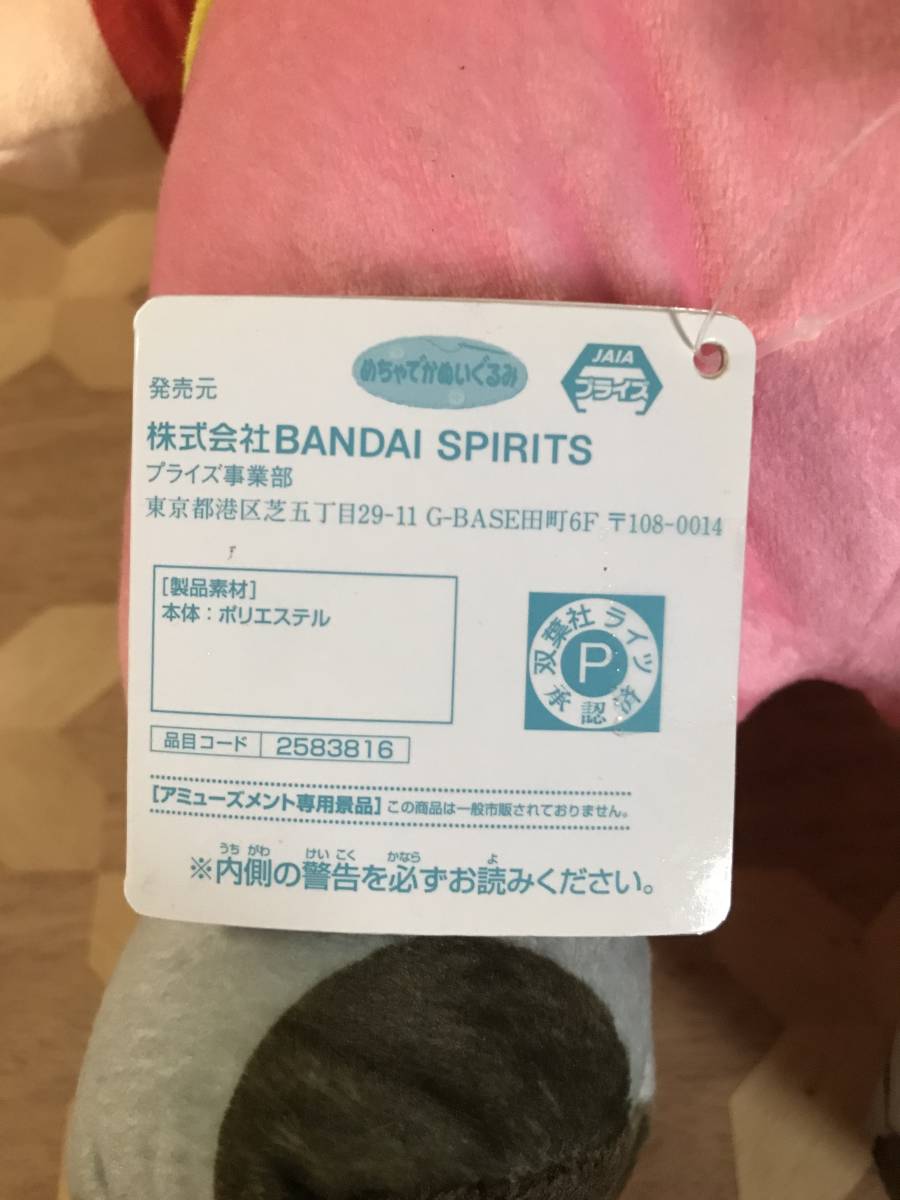 めちゃでかぬいぐるみ
JAIA
プライズ
発売元
株式会社BANDAI SPIRITS
プライズ事業部
東京都港区芝五丁目29-11 G-BASE田町6F 〒108-0014
[製品素材]
本体：ポリエステル
双葉社ライツ
P
承認済
品目コード 2583816
[アミューズメント専用景品] この商品は一般市販されておりません。
うちがわ けいこく かなら よ
※内側の警告を必ずお読みください。